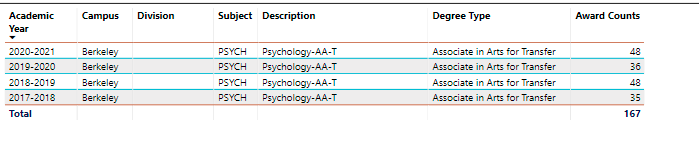 Academic Year Campus Division Subject Description Degree Type Award Counts
2020-2021 Berkeley PSYCH Psychology-AA-T Associate in Arts for Transfer 48
2019-2020 Berkeley PSYCH Psychology-AA-T Associate in Arts for Transfer 36
2018-2019 Berkeley PSYCH Psychology-AA-T Associate in Arts for Transfer 48
2017-2018 Berkeley PSYCH Psychology-AA-T Associate in Arts for Transfer 35
Total 167